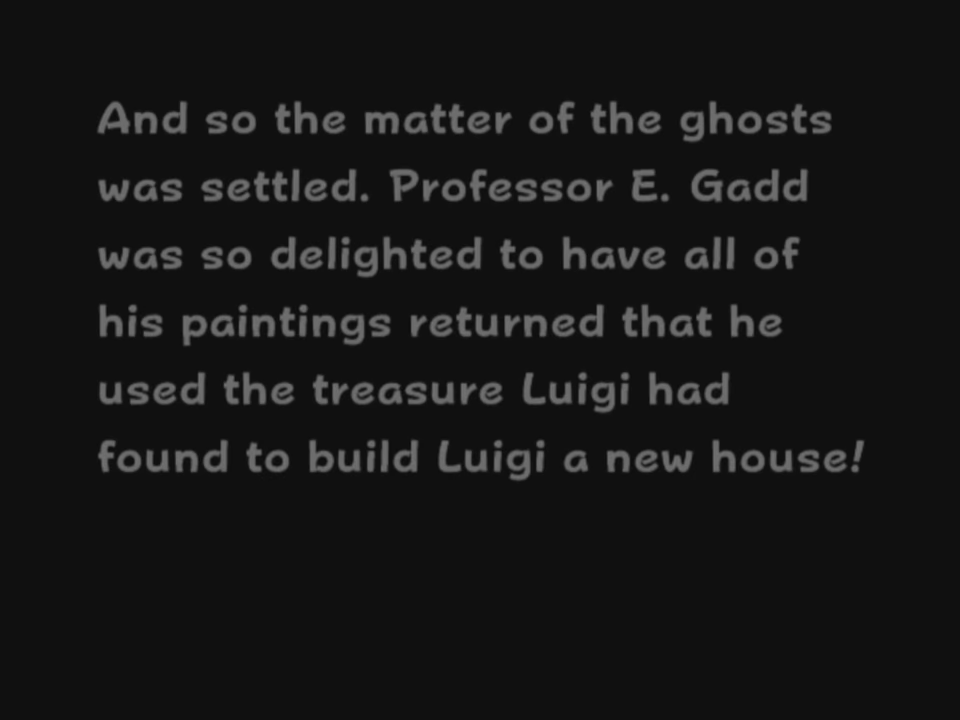 And so the matter of the ghosts
was settled. Professor E. Gadd
was so delighted to have all of
his paintings returned that he
used the treasure Luigi had
found to build Luigi a new house!